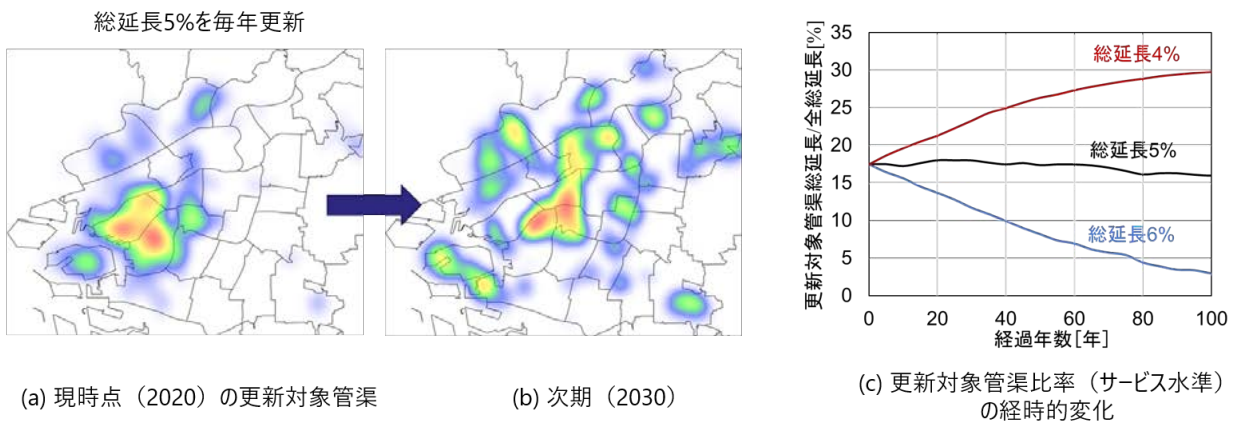 総延長5%を毎年更新
(a) 現時点（2020）の更新対象管渠
(b) 次期（2030）
更新対象管渠総延長/全総延長[%]
35
30
25
20
15
10
5
0
総延長4%
総延長5%
総延長6%
0
20
40
60
80
100
経過年数[年]
(c) 更新対象管渠比率（サービス水準）
の経時的変化